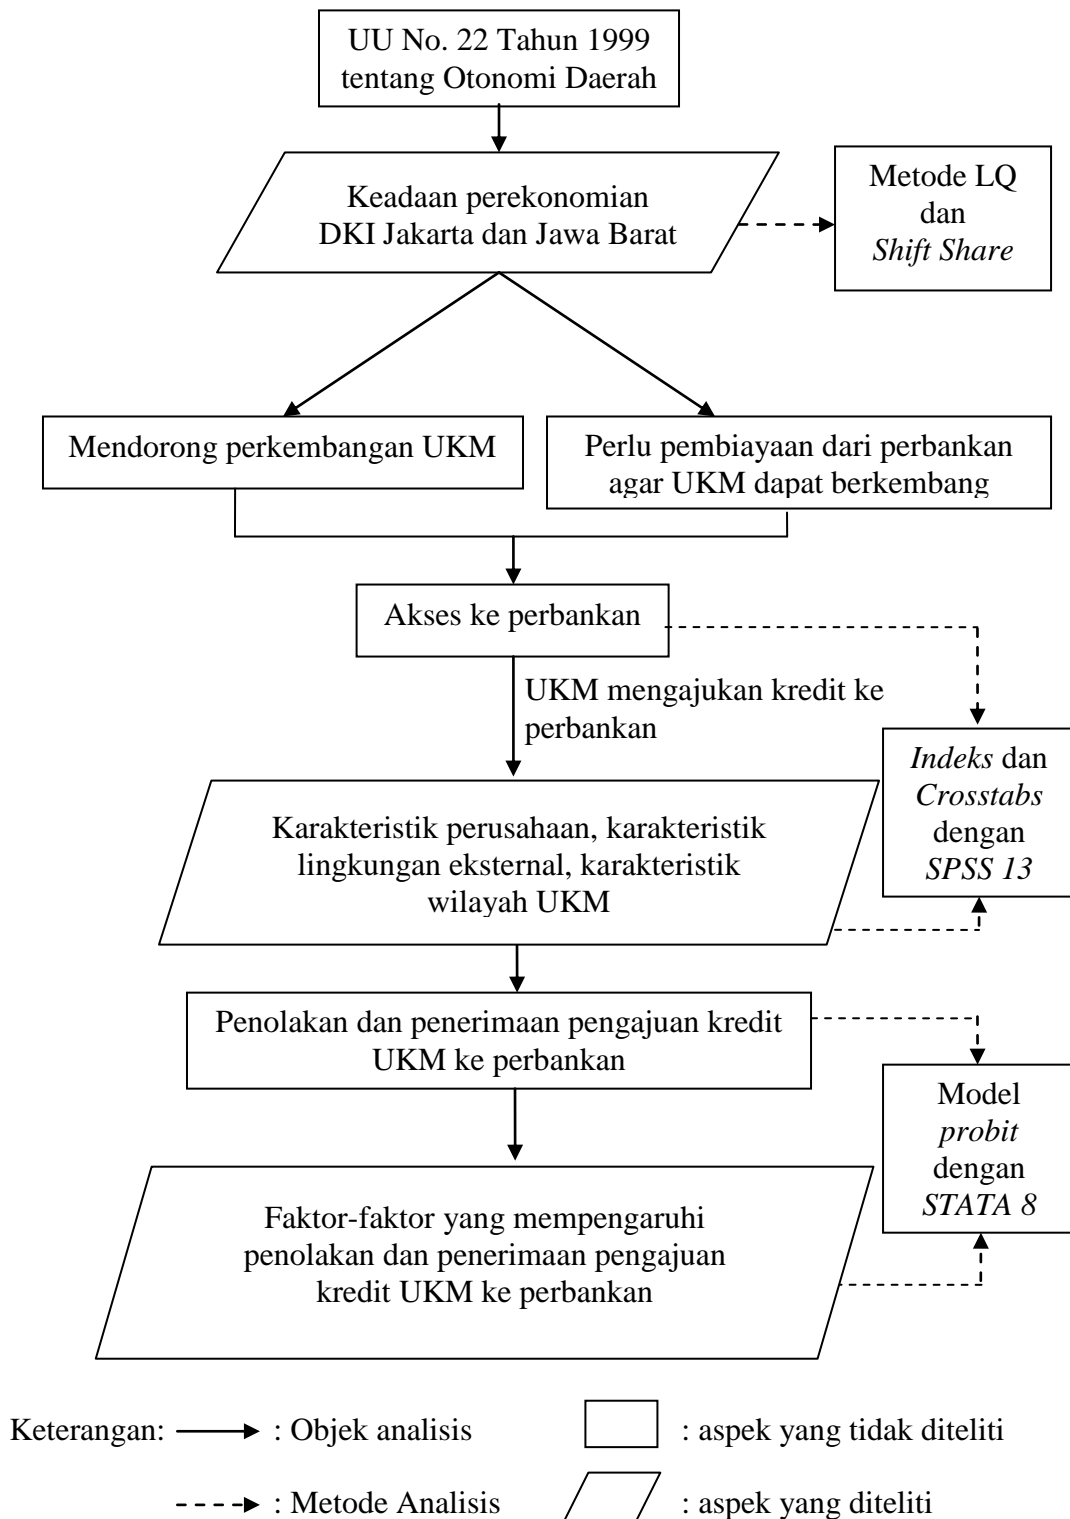 UU No. 22 Tahun 1999
tentang Otonomi Daerah
Keadaan perekonomian
DKI Jakarta dan Jawa Barat
Metode LQ
dan
Shift Share
Mendorong perkembangan UKM
Perlu pembiayaan dari perbankan
agar UKM dapat berkembang
Akses ke perbankan
UKM mengajukan kredit ke
perbankan
Indeks dan
Crosstabs
dengan
SPSS 13
Karakteristik perusahaan, karakteristik
lingkungan eksternal, karakteristik
wilayah UKM
Penolakan dan penerimaan pengajuan kredit
UKM ke perbankan
Model
probit
dengan
STATA 8
Faktor-faktor yang mempengaruhi
penolakan dan penerimaan pengajuan
kredit UKM ke perbankan
Keterangan: : Objek analisis : aspek yang tidak diteliti
: Metode Analisis : aspek yang diteliti